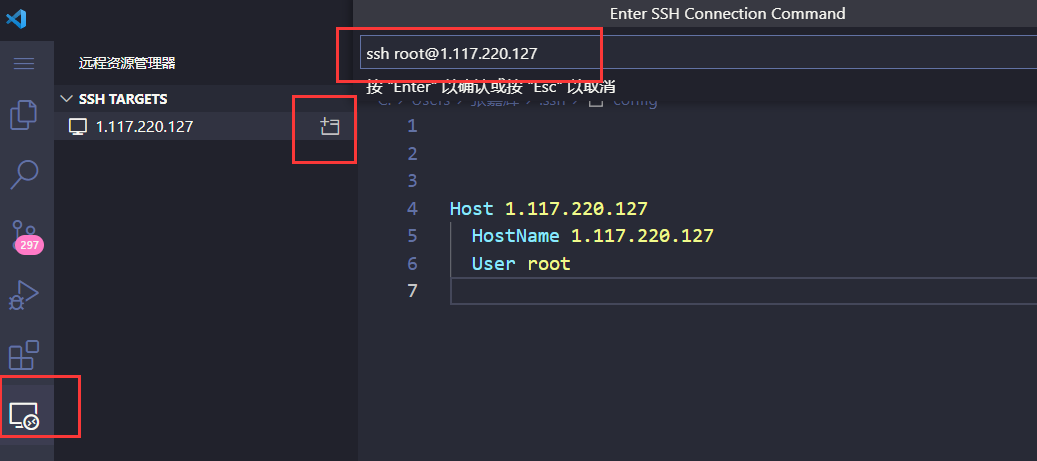 Enter SSH Connection Command
ssh root@1.117.220.127
按 "Enter" 以确认或按 "Esc" 以取消
远程资源管理器
SSH TARGETS
1.117.220.127
C: > Users > 张嘉辉 > .ssh > config
1
2
3
4 Host 1.117.220.127
5 HostName 1.117.220.127
6 User root
7
297